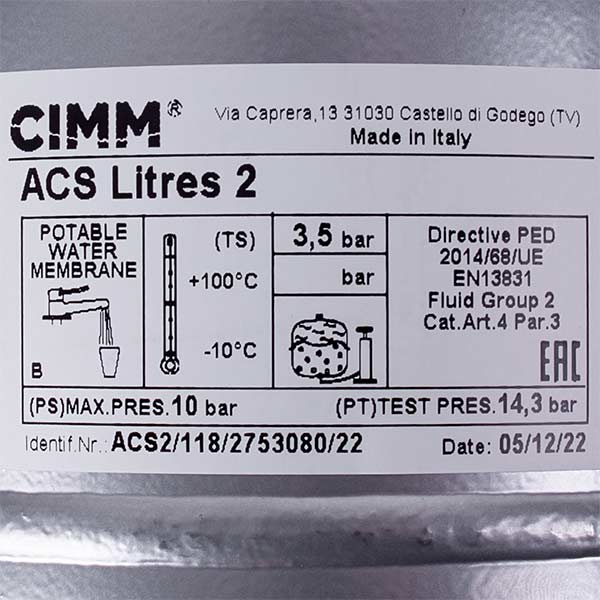 CIMM®
Via Caprera,13 31030 Castello di Godego (TV)
Made in Italy
ACS Litres 2
POTABLE
WATER
MEMBRANE
B
(TS)
+100°C
-10°C
3,5 bar
bar
Directive PED
2014/68/UE
EN13831
Fluid Group 2
Cat.Art.4 Par.3
EAC
(PS)MAX.PRES.10 bar
(PT)TEST PRES.14,3 bar
Identif.Nr.: ACS2/118/2753080/22
Date: 05/12/22